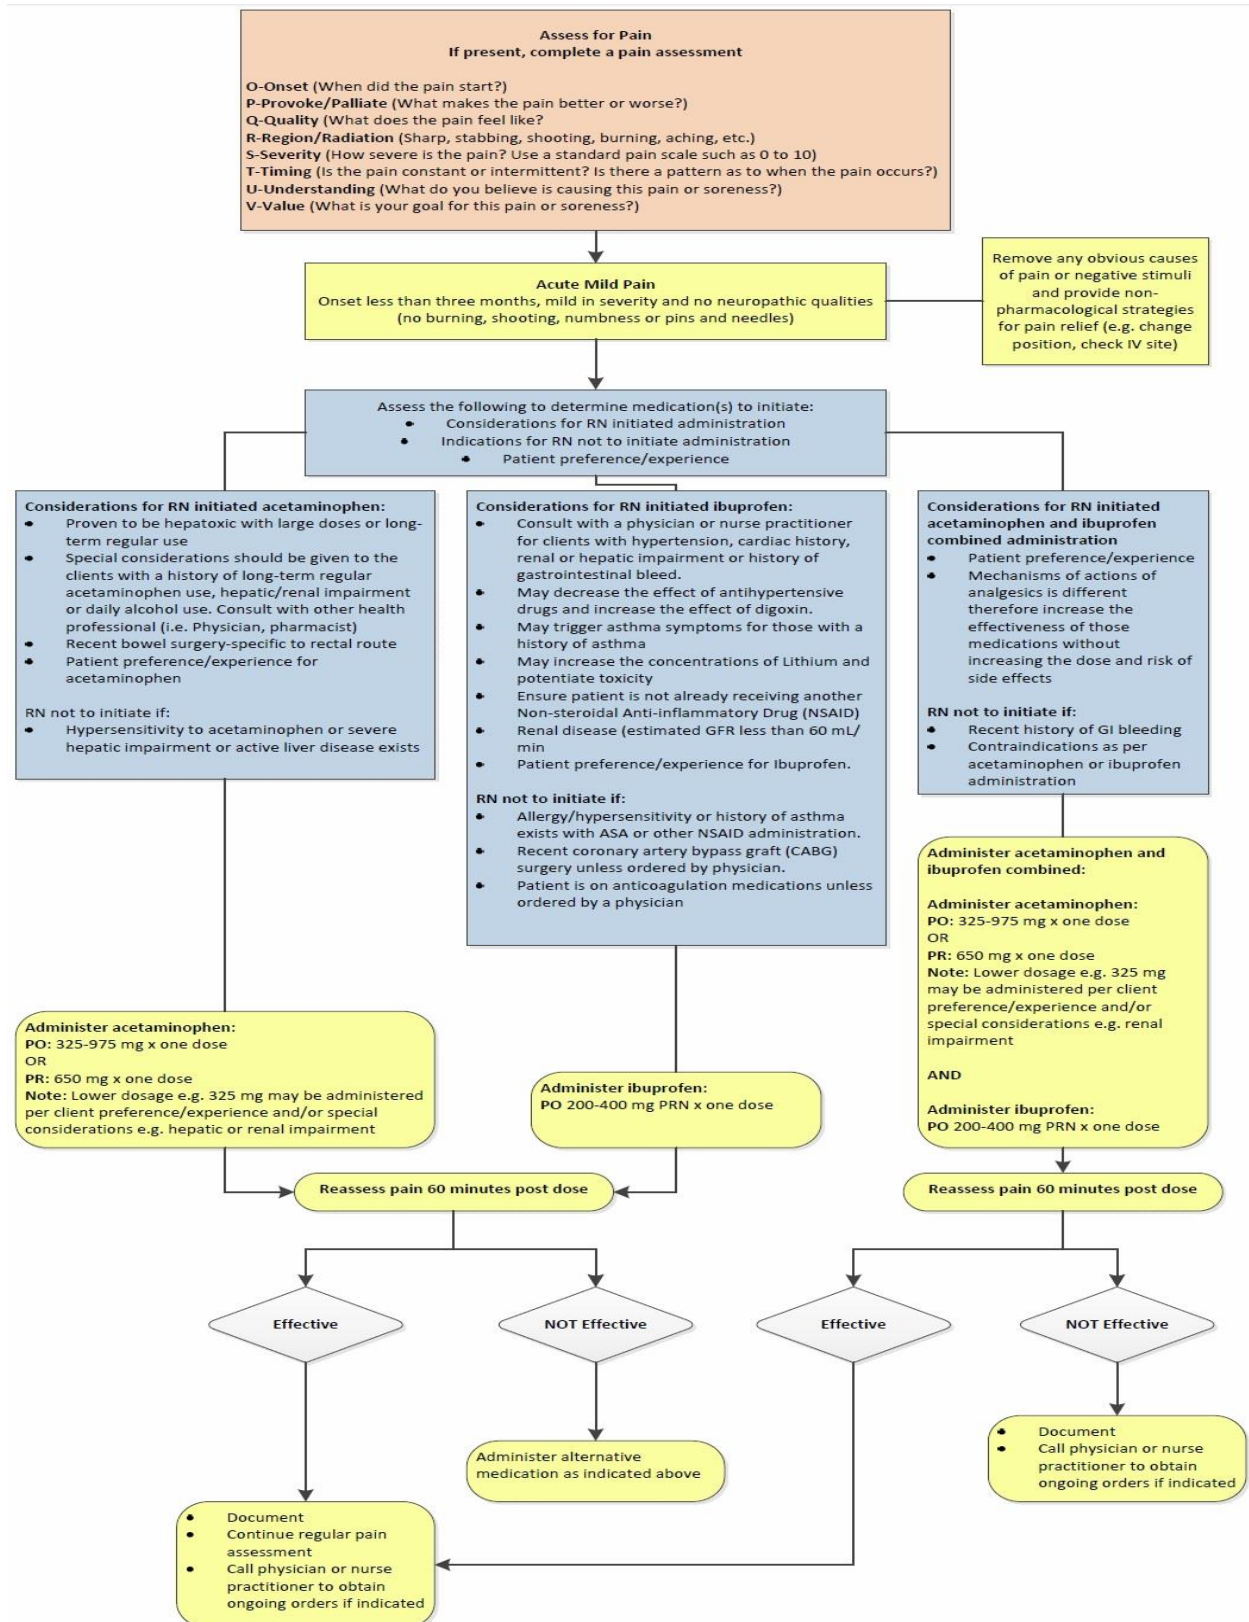 Assess for Pain
If present, complete a pain assessment
O-Onset (When did the pain start?)
P-Provoke/Palliate (What makes the pain better or worse?)
Q-Quality (What does the pain feel like?
R-Region/Radiation (Sharp, stabbing, shooting, burning, aching, etc.)
S-Severity (How severe is the pain? Use a standard pain scale such as 0 to 10)
T-Timing (Is the pain constant or intermittent? Is there a pattern as to when the pain occurs?)
U-Understanding (What do you believe is causing this pain or soreness?)
V-Value (What is your goal for this pain or soreness?)
Acute Mild Pain
Onset less than three months, mild in severity and no neuropathic qualities
(no burning, shooting, numbness or pins and needles)
Remove any obvious causes
of pain or negative stimuli
and provide non-
pharmacological strategies
for pain relief (e.g. change
position, check IV site)
Assess the following to determine medication(s) to initiate:
• Considerations for RN initiated administration
• Indications for RN not to initiate administration
• Patient preference/experience
Considerations for RN initiated acetaminophen:
• Proven to be hepatoxic with large doses or long-
term regular use
• Special considerations should be given to the
clients with a history of long-term regular
acetaminophen use, hepatic/renal impairment
or daily alcohol use. Consult with other health
professional (i.e. Physician, pharmacist)
• Recent bowel surgery-specific to rectal route
• Patient preference/experience for
acetaminophen
RN not to initiate if:
• Hypersensitivity to acetaminophen or severe
hepatic impairment or active liver disease exists
Considerations for RN initiated ibuprofen:
• Consult with a physician or nurse practitioner
for clients with hypertension, cardiac history,
renal or hepatic impairment or history of
gastrointestinal bleed.
• May decrease the effect of antihypertensive
drugs and increase the effect of digoxin.
• May trigger asthma symptoms for those with a
history of asthma
• May increase the concentrations of Lithium and
potentiate toxicity
• Ensure patient is not already receiving another
Non-steroidal Anti-inflammatory Drug (NSAID)
• Renal disease (estimated GFR less than 60 mL/
min
• Patient preference/experience for Ibuprofen.
RN not to initiate if:
• Allergy/hypersensitivity or history of asthma
exists with ASA or other NSAID administration.
• Recent coronary artery bypass graft (CABG)
surgery unless ordered by physician.
• Patient is on anticoagulation medications unless
ordered by a physician
Considerations for RN initiated
acetaminophen and ibuprofen
combined administration
• Patient preference/experience
• Mechanisms of actions of
analgesics is different
therefore increase the
effectiveness of those
medications without
increasing the dose and risk of
side effects
RN not to initiate if:
• Recent history of GI bleeding
• Contraindications as per
acetaminophen or ibuprofen
administration
Administer acetaminophen:
PO: 325-975 mg x one dose
OR
PR: 650 mg x one dose
Note: Lower dosage e.g. 325 mg may be administered
per client preference/experience and/or special
considerations e.g. hepatic or renal impairment
Administer ibuprofen:
PO 200-400 mg PRN x one dose
Administer acetaminophen and
ibuprofen combined:
Administer acetaminophen:
PO: 325-975 mg x one dose
OR
PR: 650 mg x one dose
Note: Lower dosage e.g. 325 mg
may be administered per client
preference/experience and/or
special considerations e.g. renal
impairment
AND
Administer ibuprofen:
PO 200-400 mg PRN x one dose
Reassess pain 60 minutes post dose
Reassess pain 60 minutes post dose
Effective
NOT Effective
Effective
NOT Effective
Administer alternative
medication as indicated above
• Document
• Call physician or nurse
practitioner to obtain
ongoing orders if indicated
• Document
• Continue regular pain
assessment
• Call physician or nurse
practitioner to obtain
ongoing orders if indicated